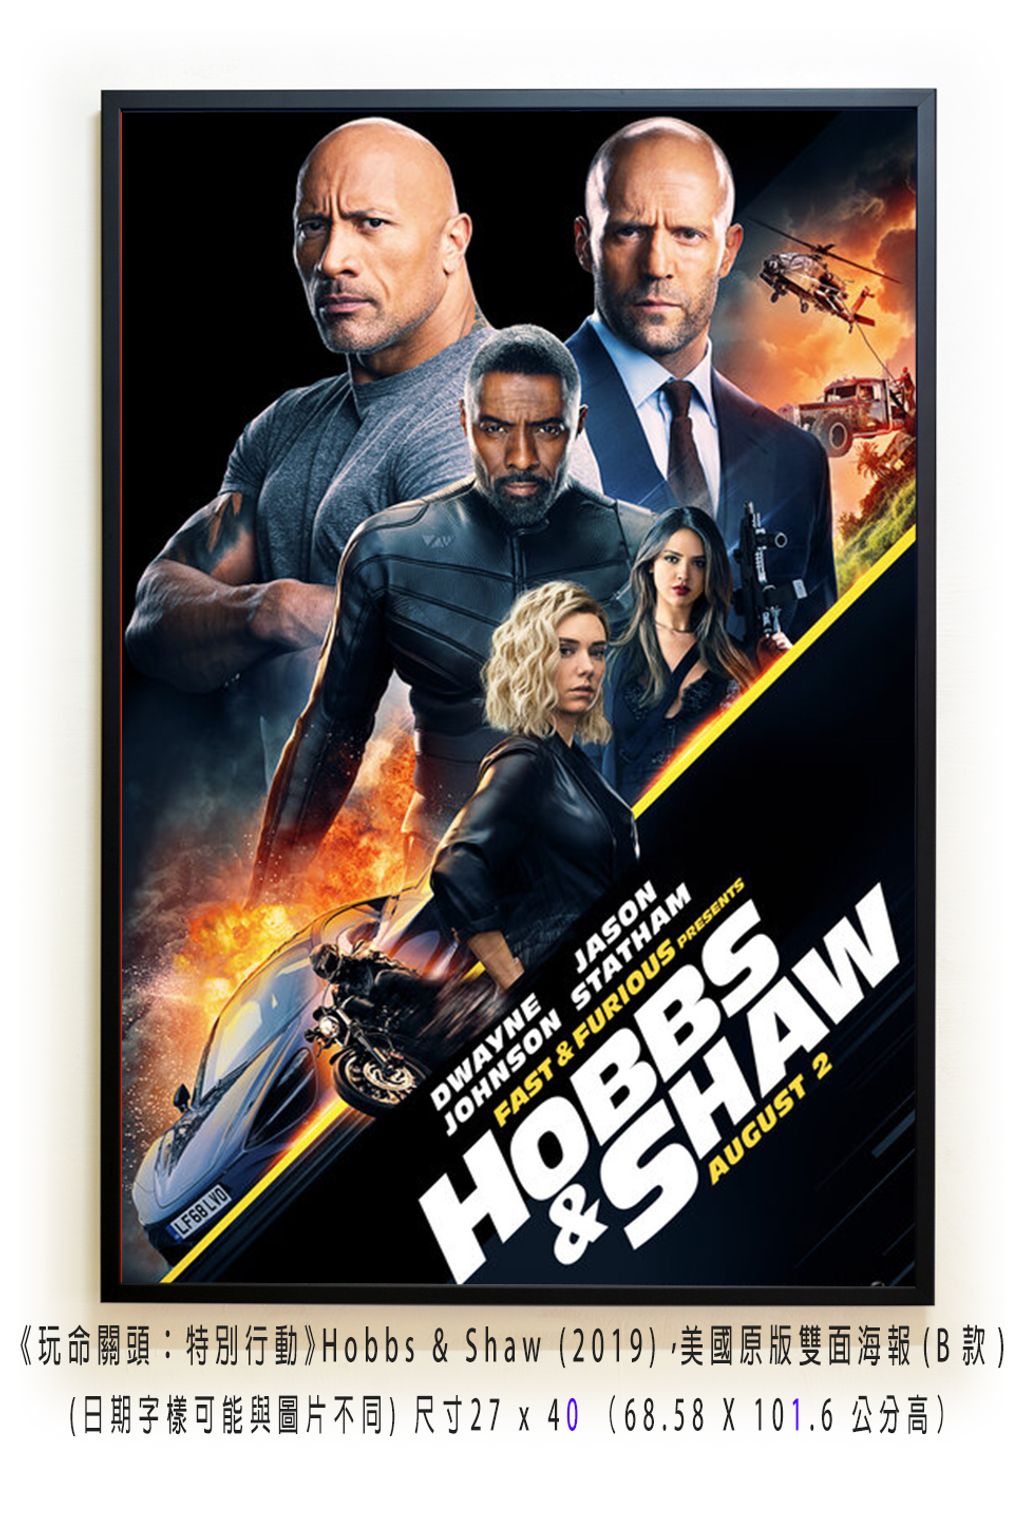 DWAYNE
JOHNSON
JASON
STATHAM
FAST & FURIOUS PRESENTS
HOBBS
& SHAW
AUGUST 2
LF68 LVO
《玩命關頭：特別行動》Hobbs & Shaw (2019) ,美國原版雙面海報 (B 款 )
(日期字樣可能與圖片不同) 尺寸27 x 40 （68.58 X 101.6 公分高）